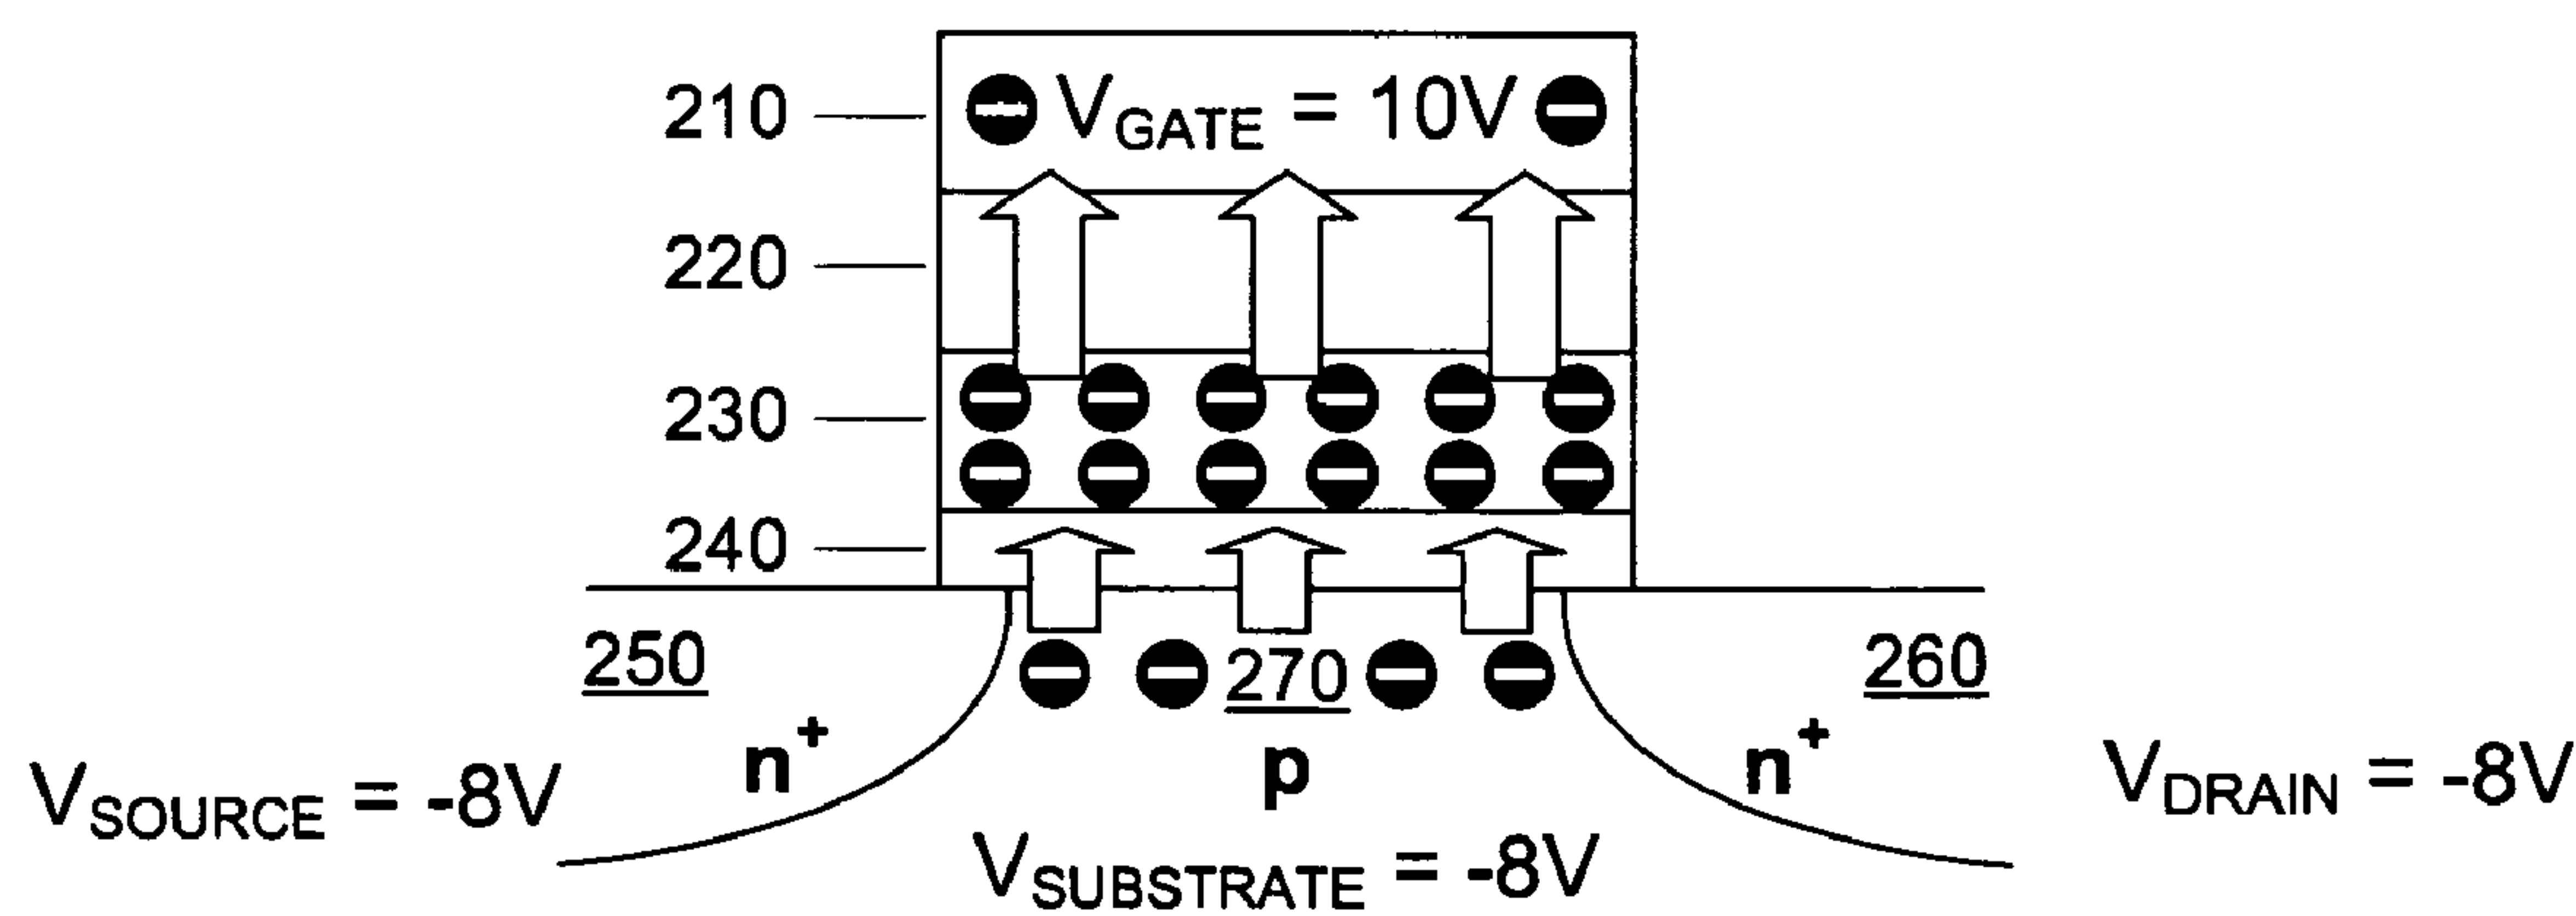 210
V_GATE = 10V
220
230
240
250
270
260
n⁺
p
n⁺
V_SOURCE = -8V
V_DRAIN = -8V
V_SUBSTRATE = -8V